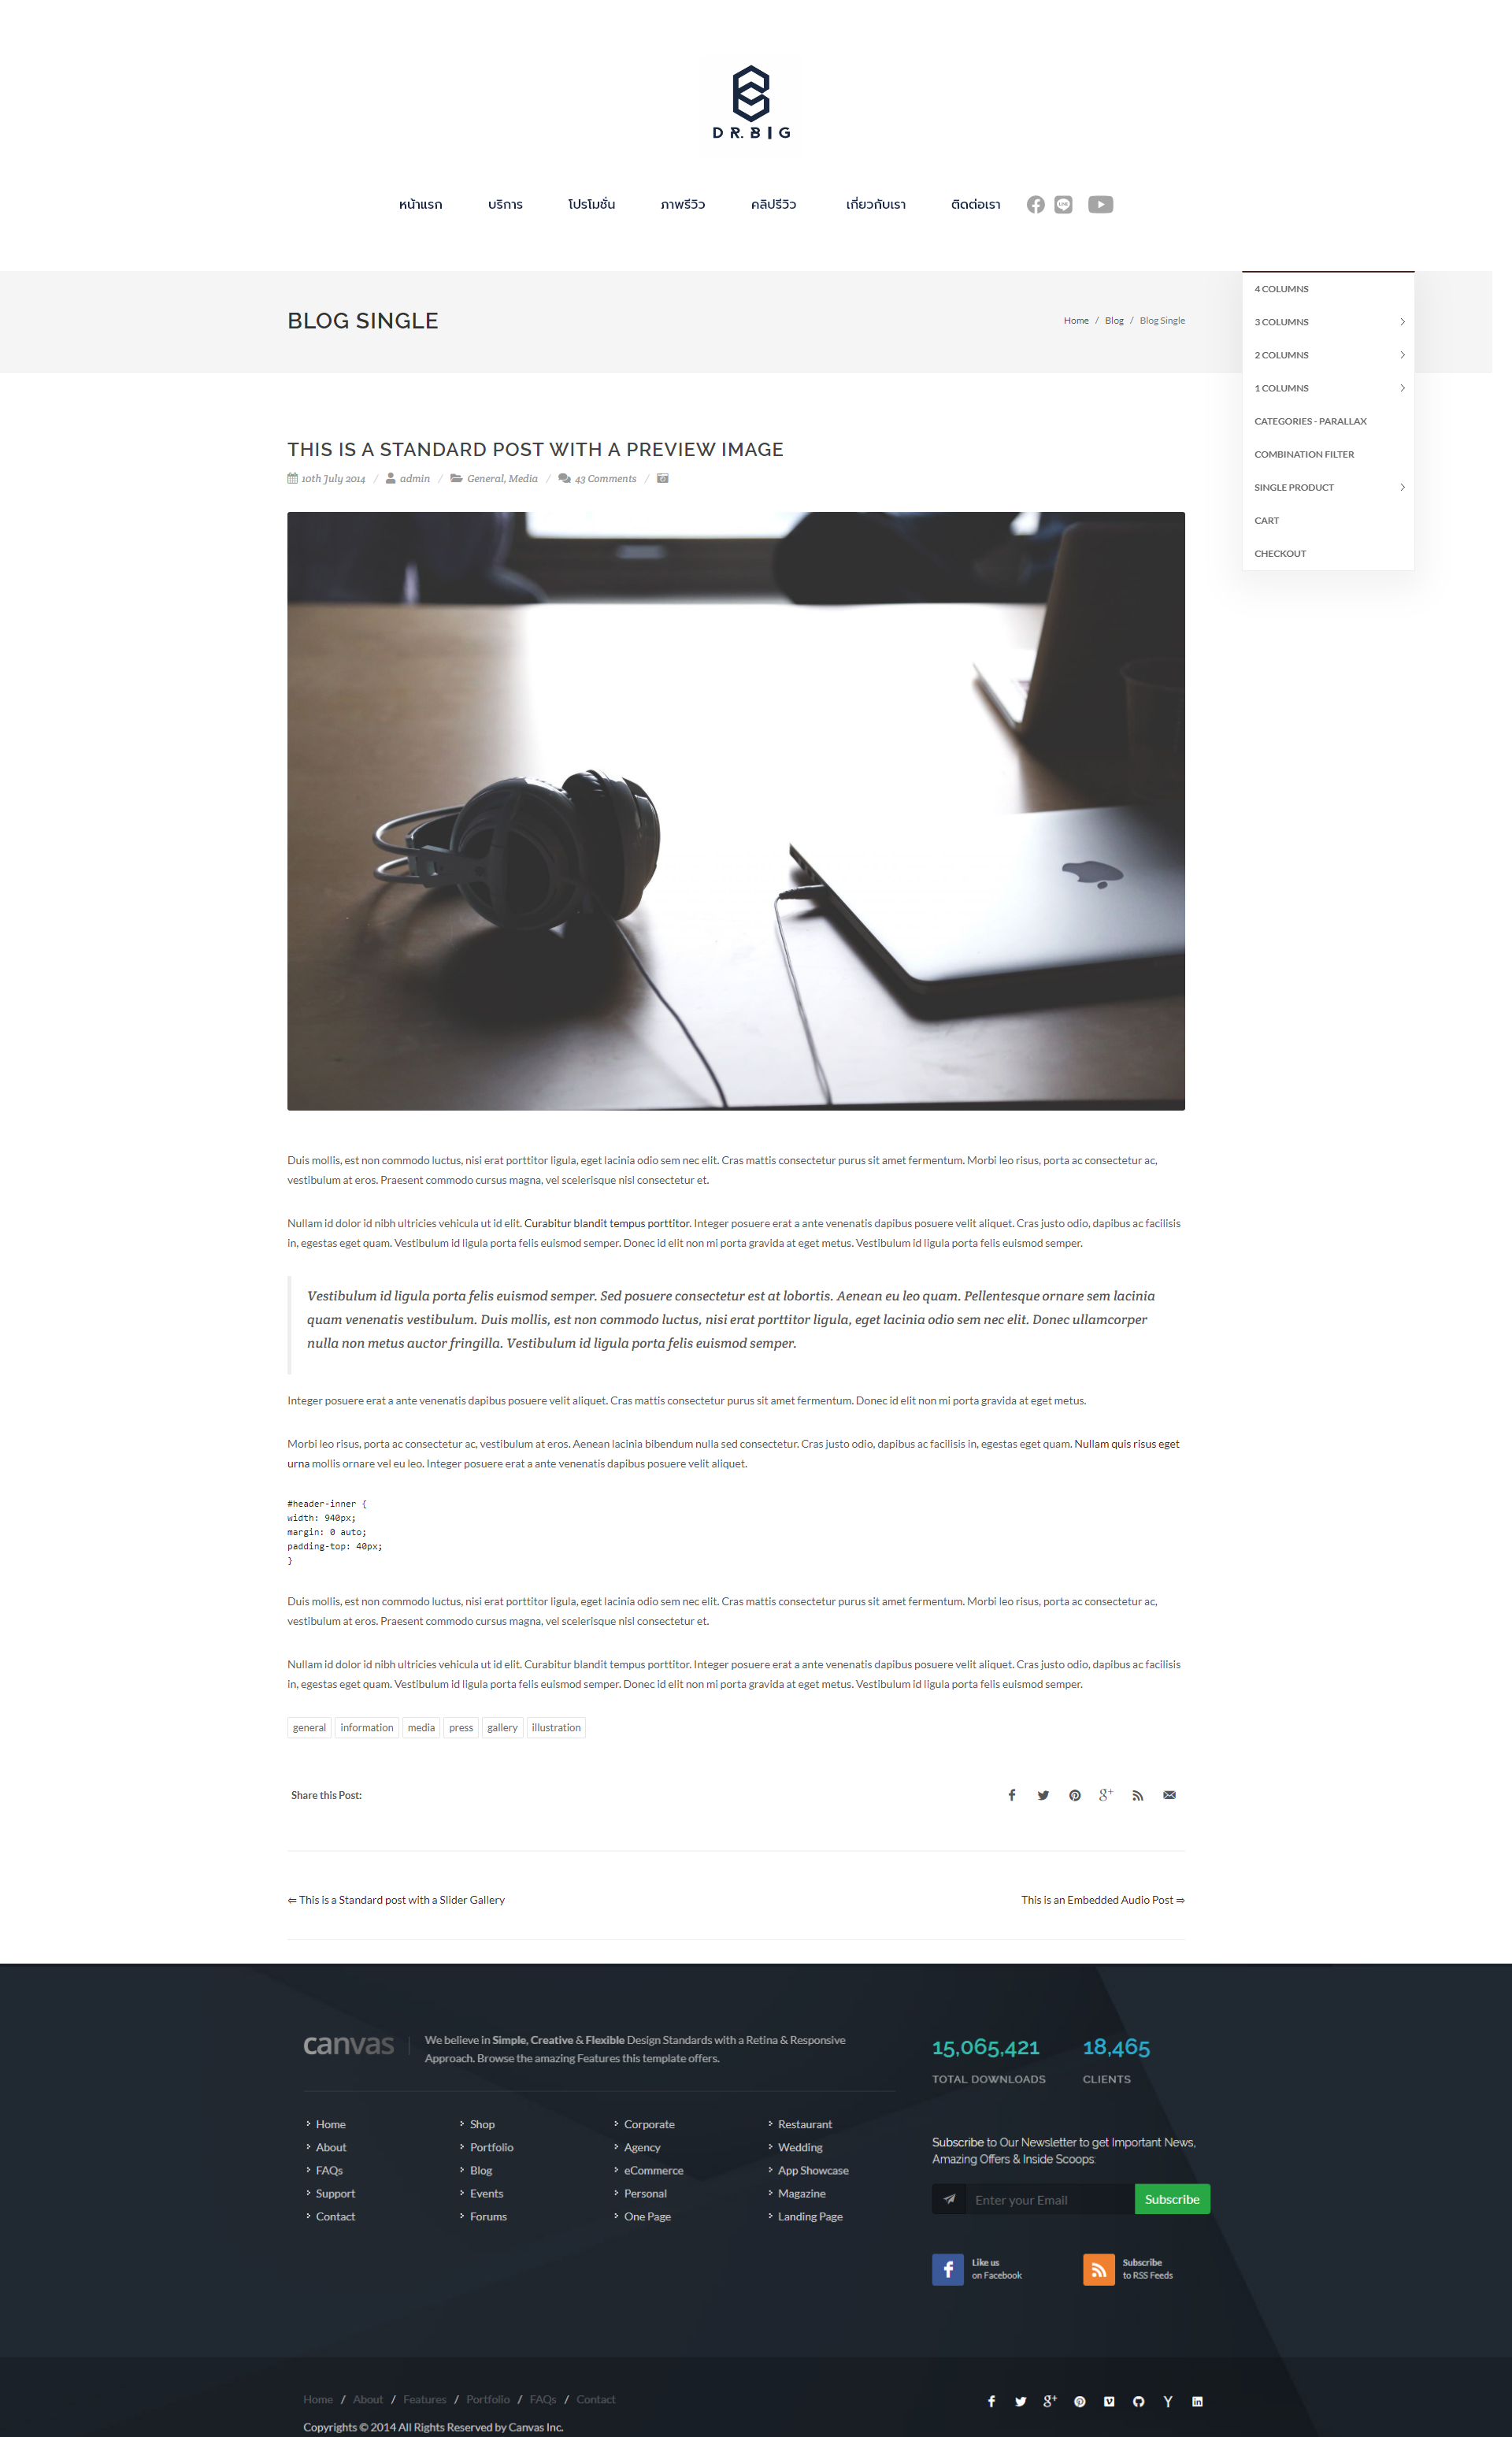 DR. BIG
หน้าแรก บริการ โปรโมชั่น ภาพรีวิว คลิปรีวิว เกี่ยวกับเรา ติดต่อเรา
BLOG SINGLE
Home / Blog / Blog Single
4 COLUMNS
3 COLUMNS
2 COLUMNS
1 COLUMNS
CATEGORIES - PARALLAX
COMBINATION FILTER
SINGLE PRODUCT
CART
CHECKOUT
THIS IS A STANDARD POST WITH A PREVIEW IMAGE
10th July 2014 / admin / General, Media / 43 Comments /
Duis mollis, est non commodo luctus, nisi erat porttitor ligula, eget lacinia odio sem nec elit. Cras mattis consectetur purus sit amet fermentum. Morbi leo risus, porta ac consectetur ac,
vestibulum at eros. Praesent commodo cursus magna, vel scelerisque nisl consectetur et.
Nullam id dolor id nibh ultricies vehicula ut id elit. Curabitur blandit tempus porttitor. Integer posuere erat a ante venenatis dapibus posuere velit aliquet. Cras justo odio, dapibus ac facilisis
in, egestas eget quam. Vestibulum id ligula porta felis euismod semper. Donec id elit non mi porta gravida at eget metus. Vestibulum id ligula porta felis euismod semper.
Vestibulum id ligula porta felis euismod semper. Sed posuere consectetur est at lobortis. Aenean eu leo quam. Pellentesque ornare sem lacinia
quam venenatis vestibulum. Duis mollis, est non commodo luctus, nisi erat porttitor ligula, eget lacinia odio sem nec elit. Donec ullamcorper
nulla non metus auctor fringilla. Vestibulum id ligula porta felis euismod semper.
Integer posuere erat a ante venenatis dapibus posuere velit aliquet. Cras mattis consectetur purus sit amet fermentum. Donec id elit non mi porta gravida at eget metus.
Morbi leo risus, porta ac consectetur ac, vestibulum at eros. Aenean lacinia bibendum nulla sed consectetur. Cras justo odio, dapibus ac facilisis in, egestas eget quam. Nullam quis risus eget
urna mollis ornare vel eu leo. Integer posuere erat a ante venenatis dapibus posuere velit aliquet.
#header-inner {
width: 940px;
margin: 0 auto;
padding-top: 40px;
}
Duis mollis, est non commodo luctus, nisi erat porttitor ligula, eget lacinia odio sem nec elit. Cras mattis consectetur purus sit amet fermentum. Morbi leo risus, porta ac consectetur ac,
vestibulum at eros. Praesent commodo cursus magna, vel scelerisque nisl consectetur et.
Nullam id dolor id nibh ultricies vehicula ut id elit. Curabitur blandit tempus porttitor. Integer posuere erat a ante venenatis dapibus posuere velit aliquet. Cras justo odio, dapibus ac facilisis
in, egestas eget quam. Vestibulum id ligula porta felis euismod semper. Donec id elit non mi porta gravida at eget metus. Vestibulum id ligula porta felis euismod semper.
general information media press gallery illustration
Share this Post:
⇐ This is a Standard post with a Slider Gallery
This is an Embedded Audio Post ⇒
canvas
We believe in Simple, Creative & Flexible Design Standards with a Retina & Responsive
Approach. Browse the amazing Features this template offers.
Home
About
FAQs
Support
Contact
Shop
Portfolio
Blog
Events
Forums
Corporate
Agency
eCommerce
Personal
One Page
Restaurant
Wedding
App Showcase
Magazine
Landing Page
15,065,421
TOTAL DOWNLOADS
18,465
CLIENTS
Subscribe to Our Newsletter to get Important News,
Amazing Offers & Inside Scoops:
Enter your Email Subscribe
Like us
on Facebook
Subscribe
to RSS Feeds
Home / About / Features / Portfolio / FAQs / Contact
Copyrights © 2014 All Rights Reserved by Canvas Inc.